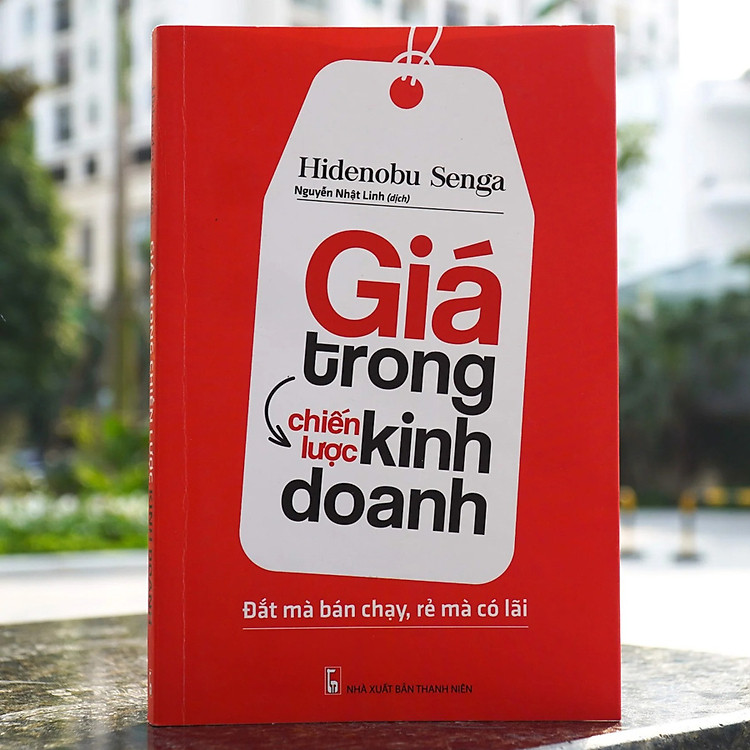 Hidenobu Senga
Nguyễn Nhật Linh (dịch)
Giá
trong
chiến
lược
kinh
doanh
Đắt mà bán chạy, rẻ mà có lãi
NHÀ XUẤT BẢN THANH NIÊN